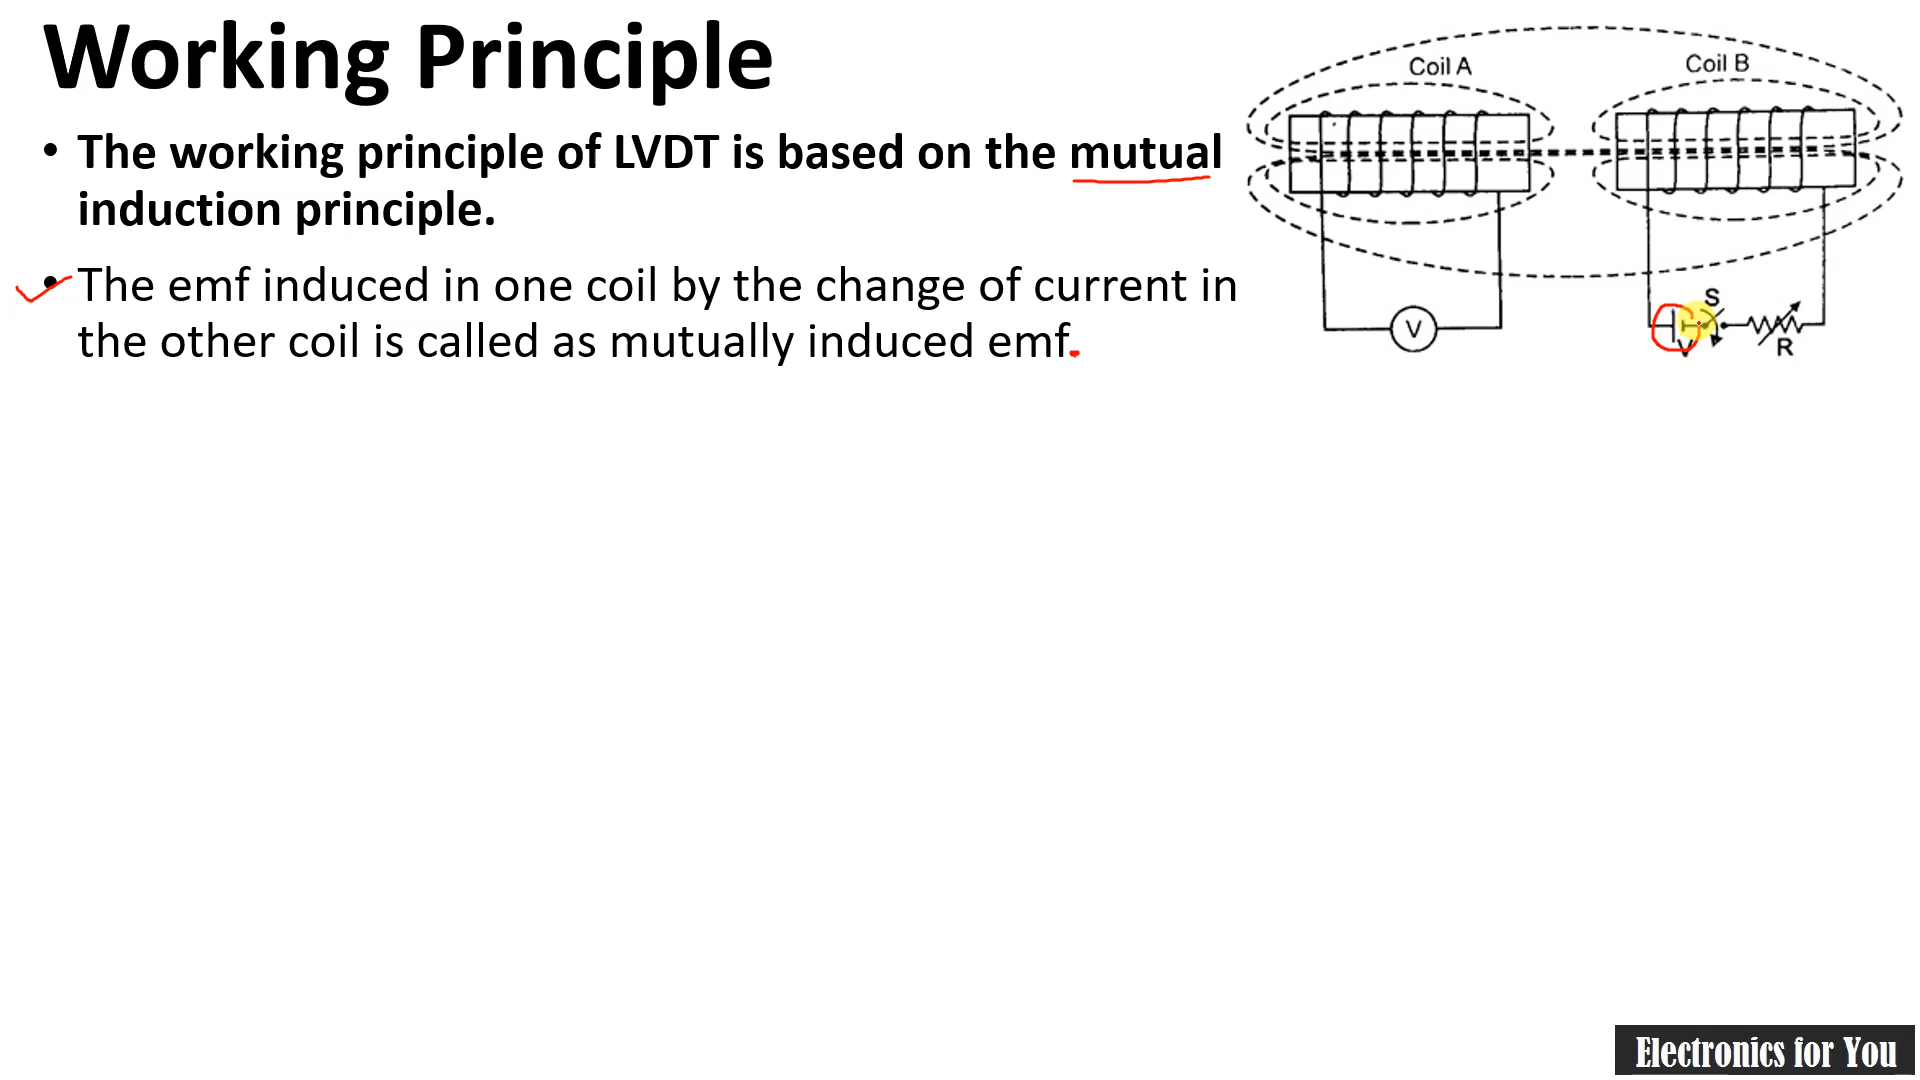 Working Principle
• The working principle of LVDT is based on the mutual
induction principle.
• The emf induced in one coil by the change of current in
the other coil is called as mutually induced emf.
Coil A
Coil B
V
S
V
R
Electronics for You